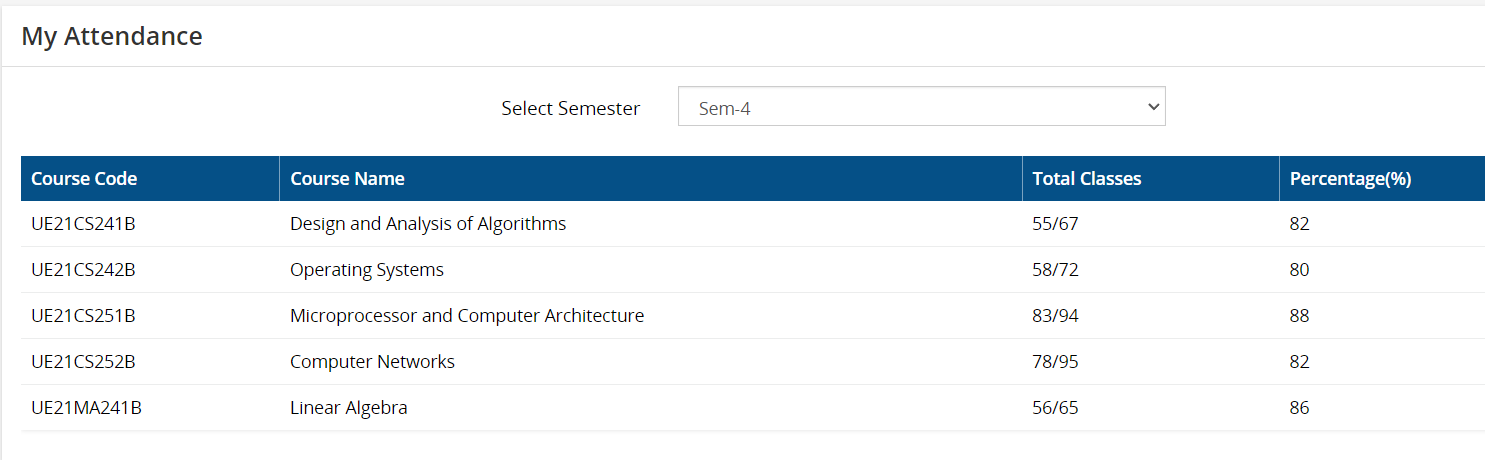 My Attendance
Select Semester Sem-4
Course Code Course Name Total Classes Percentage(%)
UE21CS241B Design and Analysis of Algorithms 55/67 82
UE21CS242B Operating Systems 58/72 80
UE21CS251B Microprocessor and Computer Architecture 83/94 88
UE21CS252B Computer Networks 78/95 82
UE21MA241B Linear Algebra 56/65 86